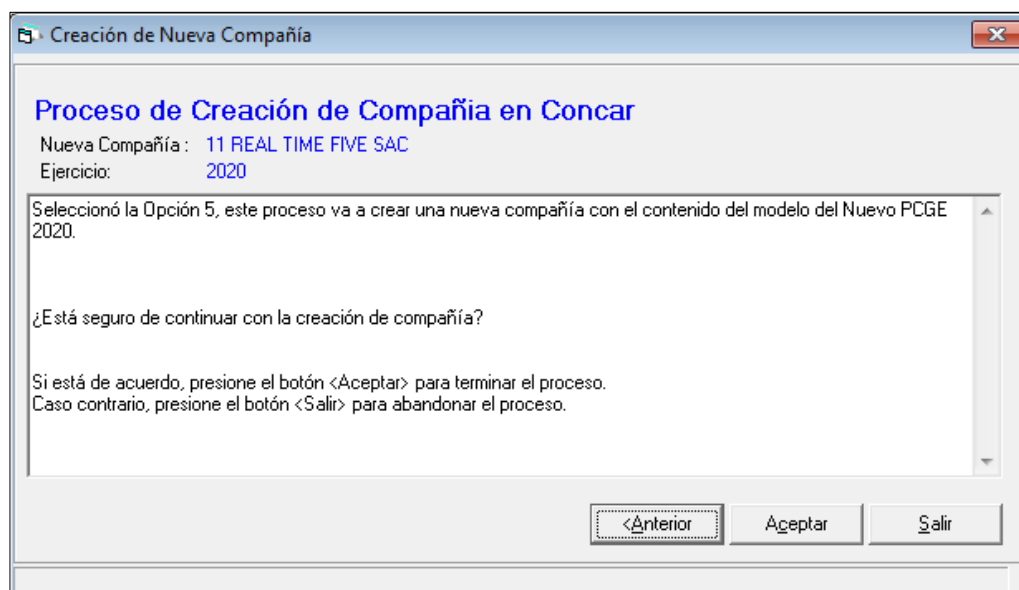 Creación de Nueva Compañía
Proceso de Creación de Compañia en Concar
Nueva Compañía : 11 REAL TIME FIVE SAC
Ejercicio: 2020
Seleccionó la Opción 5, este proceso va a crear una nueva compañía con el contenido del modelo del Nuevo PCGE
2020.
¿Está seguro de continuar con la creación de compañía?
Si está de acuerdo, presione el botón <Aceptar> para terminar el proceso.
Caso contrario, presione el botón <Salir> para abandonar el proceso.
<Anterior Aceptar Salir